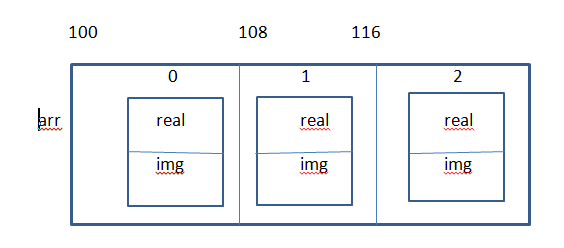 100 108 116
0 1 2
arr real real real
img img img